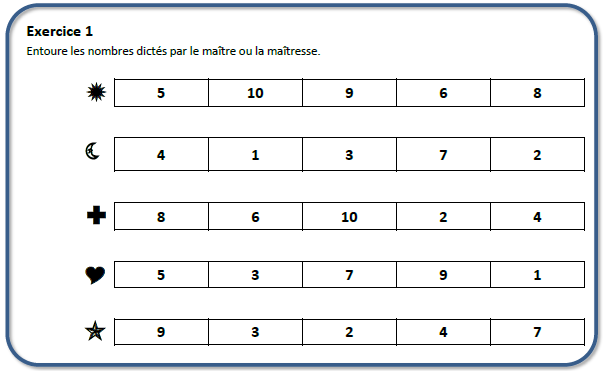 Exercice 1
Entoure les nombres dictés par le maître ou la maîtresse.
5 10 9 6 8
4 1 3 7 2
8 6 10 2 4
5 3 7 9 1
9 3 2 4 7